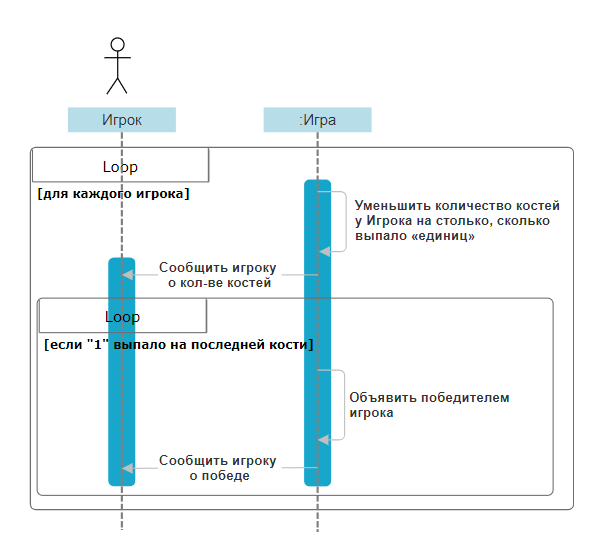 Игрок
:Игра
Loop
[для каждого игрока]
Уменьшить количество костей
у Игрока на столько, сколько
выпало «единиц»
Сообщить игроку
о кол-ве костей
Loop
[если "1" выпало на последней кости]
Объявить победителем
игрока
Сообщить игроку
о победе